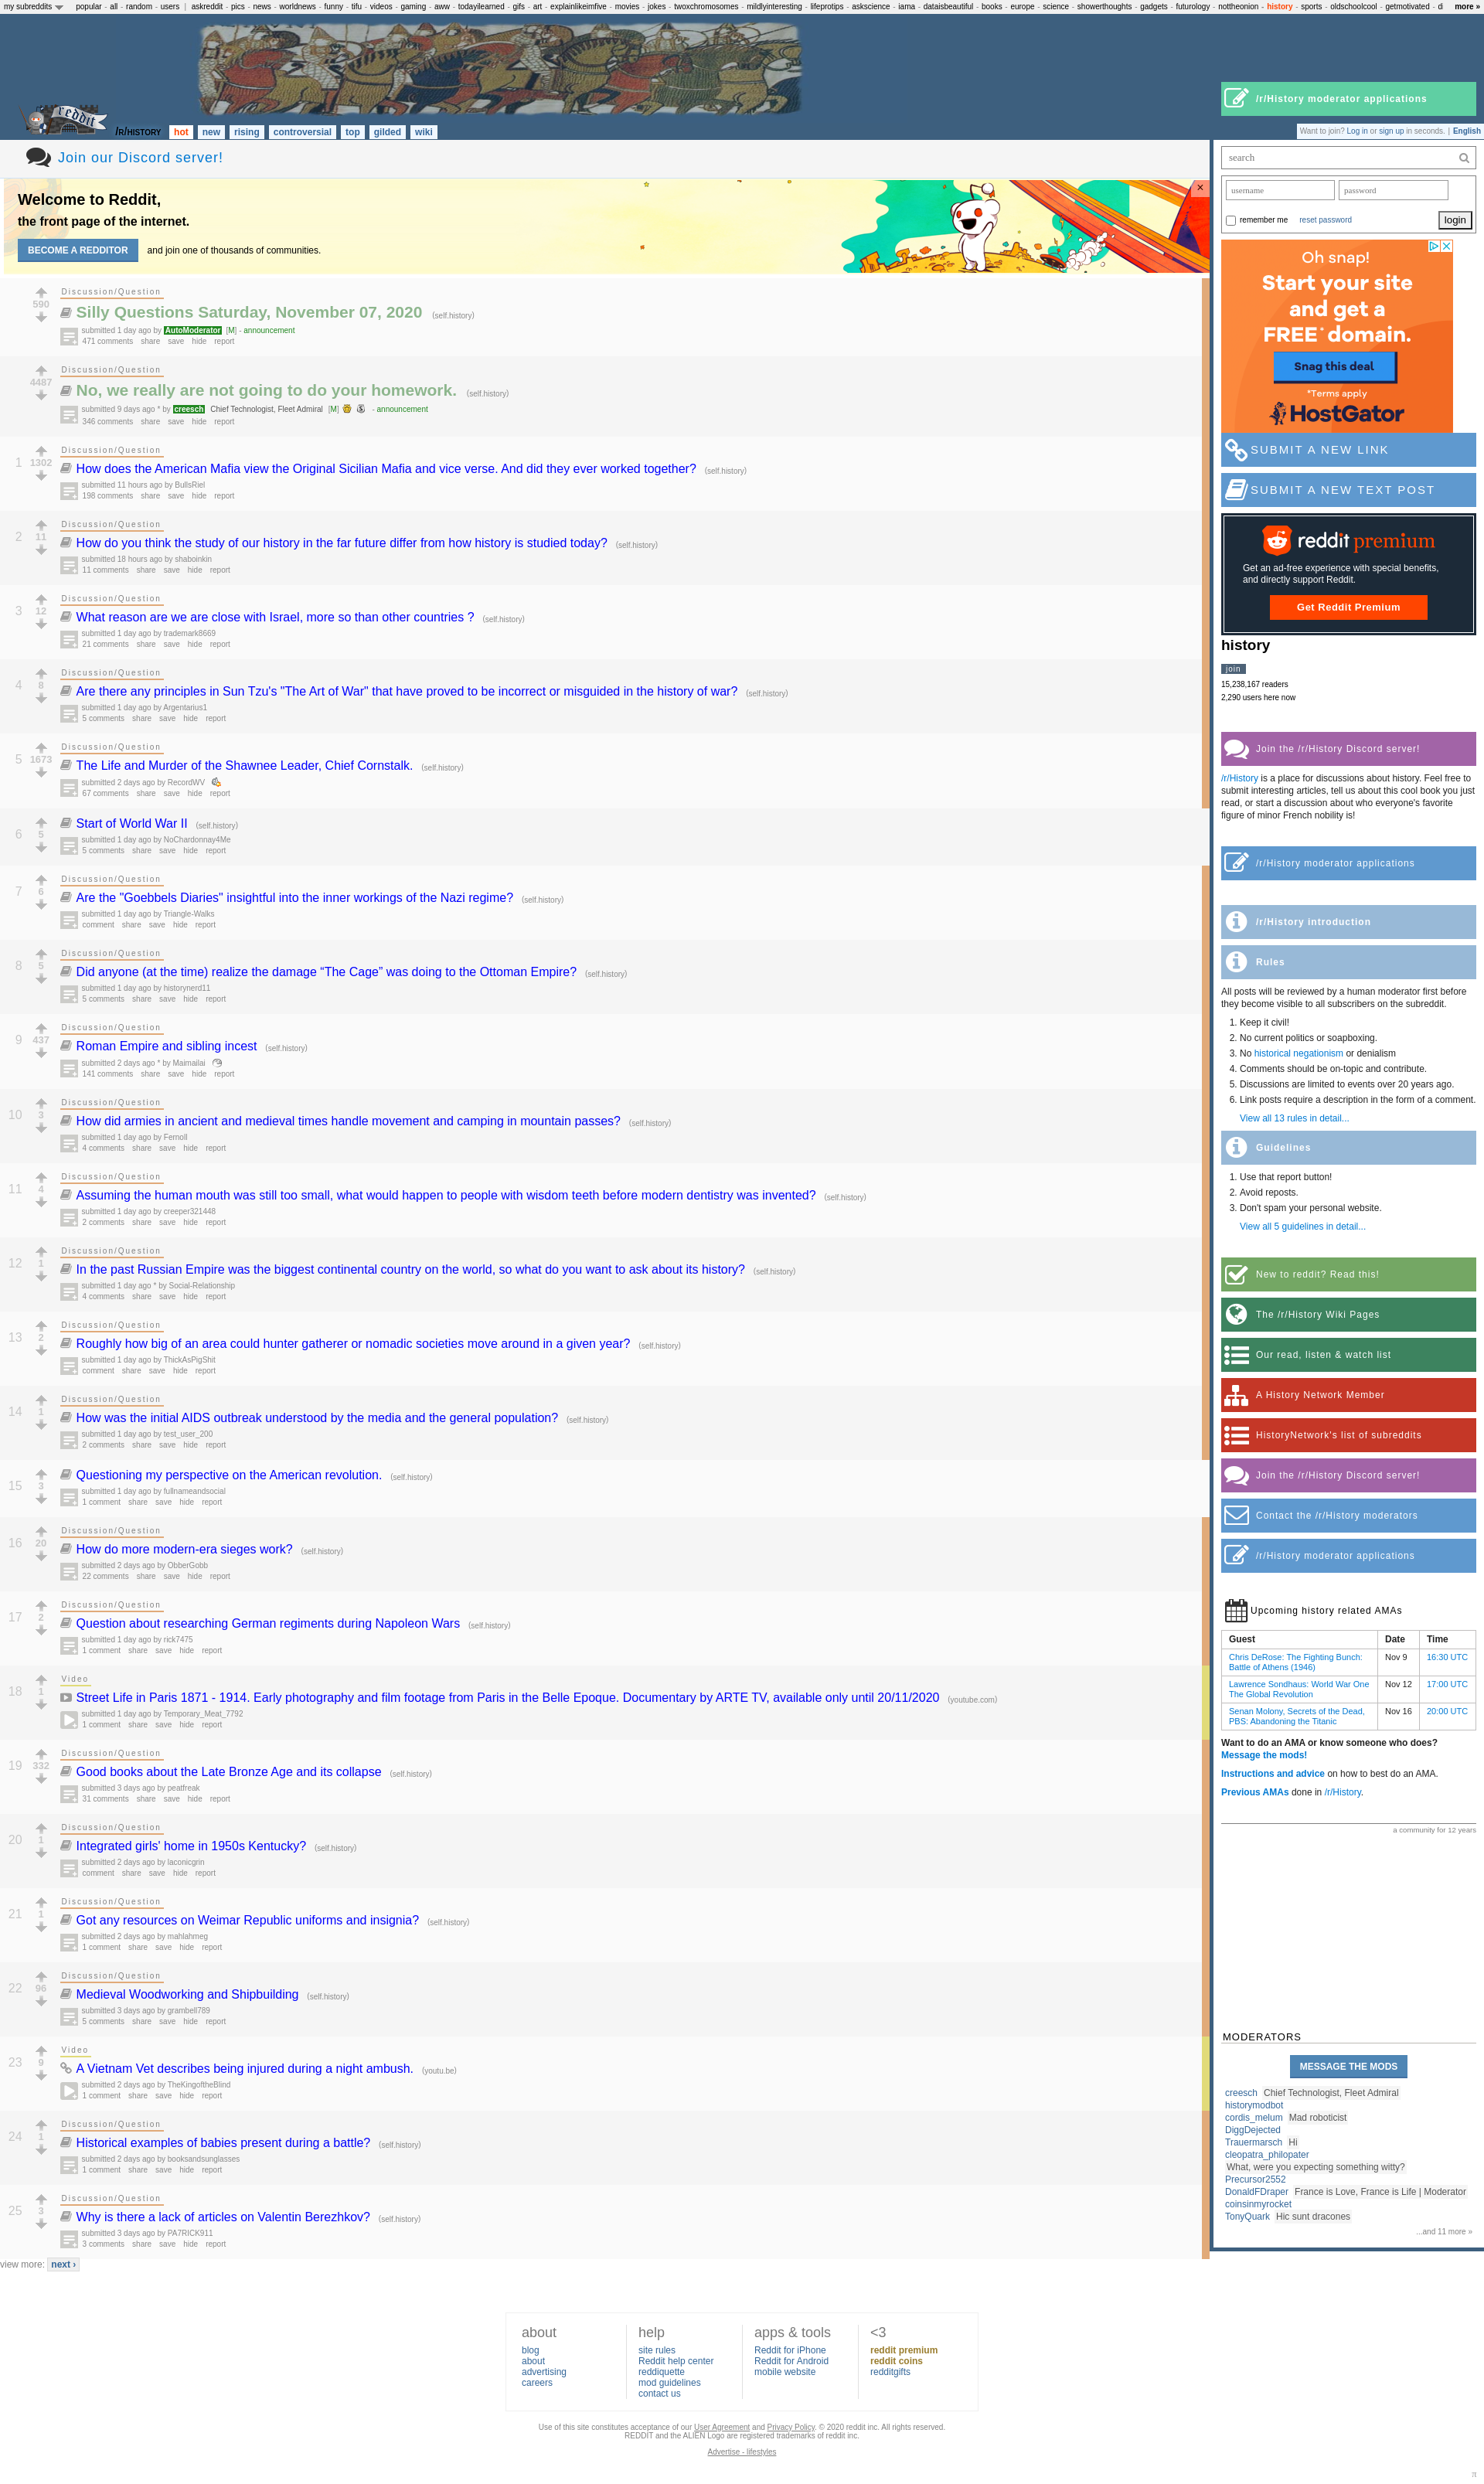 my subreddits popular - all - random - users | askreddit - pics - news - worldnews - funny - tifu - videos - gaming - aww - todayilearned - gifs - art - explainlikeimfive - movies - jokes - twoxchromosomes - mildlyinteresting - lifeprotips - askscience - iama - dataisbeautiful - books - europe - science - showerthoughts - gadgets - futurology - nottheonion - history - sports - oldschoolcool - getmotivated - d more »
/r/History moderator applications
reddit /R/HISTORY hot new rising controversial top gilded wiki
Want to join? Log in or sign up in seconds. | English
Join our Discord server!
Welcome to Reddit,
the front page of the internet.
BECOME A REDDITOR and join one of thousands of communities.
×
Discussion/Question
590
Silly Questions Saturday, November 07, 2020 (self.history)
submitted 1 day ago by AutoModerator [M] - announcement
471 comments share save hide report
Discussion/Question
4487
No, we really are not going to do your homework. (self.history)
submitted 9 days ago * by creesch Chief Technologist, Fleet Admiral [M] - announcement
346 comments share save hide report
Discussion/Question
1 1302
How does the American Mafia view the Original Sicilian Mafia and vice verse. And did they ever worked together? (self.history)
submitted 11 hours ago by BullsRiel
198 comments share save hide report
Discussion/Question
2 11
How do you think the study of our history in the far future differ from how history is studied today? (self.history)
submitted 18 hours ago by shaboinkin
11 comments share save hide report
Discussion/Question
3 12
What reason are we are close with Israel, more so than other countries ? (self.history)
submitted 1 day ago by trademark8669
21 comments share save hide report
Discussion/Question
4 8
Are there any principles in Sun Tzu's "The Art of War" that have proved to be incorrect or misguided in the history of war? (self.history)
submitted 1 day ago by Argentarius1
5 comments share save hide report
Discussion/Question
5 1673
The Life and Murder of the Shawnee Leader, Chief Cornstalk. (self.history)
submitted 2 days ago by RecordWV
67 comments share save hide report
6 5
Start of World War II (self.history)
submitted 1 day ago by NoChardonnay4Me
5 comments share save hide report
Discussion/Question
7 6
Are the "Goebbels Diaries" insightful into the inner workings of the Nazi regime? (self.history)
submitted 1 day ago by Triangle-Walks
comment share save hide report
Discussion/Question
8 5
Did anyone (at the time) realize the damage “The Cage” was doing to the Ottoman Empire? (self.history)
submitted 1 day ago by historynerd11
5 comments share save hide report
Discussion/Question
9 437
Roman Empire and sibling incest (self.history)
submitted 2 days ago * by Maimailai
141 comments share save hide report
Discussion/Question
10 3
How did armies in ancient and medieval times handle movement and camping in mountain passes? (self.history)
submitted 1 day ago by Fernoll
4 comments share save hide report
Discussion/Question
11 4
Assuming the human mouth was still too small, what would happen to people with wisdom teeth before modern dentistry was invented? (self.history)
submitted 1 day ago by creeper321448
2 comments share save hide report
Discussion/Question
12 1
In the past Russian Empire was the biggest continental country on the world, so what do you want to ask about its history? (self.history)
submitted 1 day ago * by Social-Relationship
4 comments share save hide report
Discussion/Question
13 2
Roughly how big of an area could hunter gatherer or nomadic societies move around in a given year? (self.history)
submitted 1 day ago by ThickAsPigShit
comment share save hide report
Discussion/Question
14 1
How was the initial AIDS outbreak understood by the media and the general population? (self.history)
submitted 1 day ago by test_user_200
2 comments share save hide report
15 3
Questioning my perspective on the American revolution. (self.history)
submitted 1 day ago by fullnameandsocial
1 comment share save hide report
Discussion/Question
16 20
How do more modern-era sieges work? (self.history)
submitted 2 days ago by ObberGobb
22 comments share save hide report
Discussion/Question
17 2
Question about researching German regiments during Napoleon Wars (self.history)
submitted 1 day ago by rick7475
1 comment share save hide report
Video
18 1
Street Life in Paris 1871 - 1914. Early photography and film footage from Paris in the Belle Epoque. Documentary by ARTE TV, available only until 20/11/2020 (youtube.com)
submitted 1 day ago by Temporary_Meat_7792
1 comment share save hide report
Discussion/Question
19 332
Good books about the Late Bronze Age and its collapse (self.history)
submitted 3 days ago by peatfreak
31 comments share save hide report
Discussion/Question
20 1
Integrated girls' home in 1950s Kentucky? (self.history)
submitted 2 days ago by laconicgrin
comment share save hide report
Discussion/Question
21 1
Got any resources on Weimar Republic uniforms and insignia? (self.history)
submitted 2 days ago by mahlahmeg
1 comment share save hide report
Discussion/Question
22 96
Medieval Woodworking and Shipbuilding (self.history)
submitted 3 days ago by grambell789
5 comments share save hide report
Video
23 9
A Vietnam Vet describes being injured during a night ambush. (youtu.be)
submitted 2 days ago by TheKingoftheBlind
1 comment share save hide report
Discussion/Question
24 1
Historical examples of babies present during a battle? (self.history)
submitted 2 days ago by booksandsunglasses
1 comment share save hide report
Discussion/Question
25 3
Why is there a lack of articles on Valentin Berezhkov? (self.history)
submitted 3 days ago by PA7RICK911
3 comments share save hide report
view more: next ›
search
username password
remember me reset password login
Oh snap!
Start your site
and get a
FREE* domain.
Snag this deal
*Terms apply
HostGator
SUBMIT A NEW LINK
SUBMIT A NEW TEXT POST
reddit premium
Get an ad-free experience with special benefits,
and directly support Reddit.
Get Reddit Premium
history
join
15,238,167 readers
2,290 users here now
Join the /r/History Discord server!
/r/History is a place for discussions about history. Feel free to
submit interesting articles, tell us about this cool book you just
read, or start a discussion about who everyone's favorite
figure of minor French nobility is!
/r/History moderator applications
/r/History introduction
Rules
All posts will be reviewed by a human moderator first before
they become visible to all subscribers on the subreddit.
1. Keep it civil!
2. No current politics or soapboxing.
3. No historical negationism or denialism
4. Comments should be on-topic and contribute.
5. Discussions are limited to events over 20 years ago.
6. Link posts require a description in the form of a comment.
View all 13 rules in detail...
Guidelines
1. Use that report button!
2. Avoid reposts.
3. Don't spam your personal website.
View all 5 guidelines in detail...
New to reddit? Read this!
The /r/History Wiki Pages
Our read, listen & watch list
A History Network Member
HistoryNetwork's list of subreddits
Join the /r/History Discord server!
Contact the /r/History moderators
/r/History moderator applications
Upcoming history related AMAs
Guest Date Time
Chris DeRose: The Fighting Bunch: Nov 9 16:30 UTC
Battle of Athens (1946)
Lawrence Sondhaus: World War One Nov 12 17:00 UTC
The Global Revolution
Senan Molony, Secrets of the Dead, Nov 16 20:00 UTC
PBS: Abandoning the Titanic
Want to do an AMA or know someone who does?
Message the mods!
Instructions and advice on how to best do an AMA.
Previous AMAs done in /r/History.
a community for 12 years
MODERATORS
MESSAGE THE MODS
creesch Chief Technologist, Fleet Admiral
historymodbot
cordis_melum Mad roboticist
DiggDejected
Trauermarsch Hi
cleopatra_philopater
What, were you expecting something witty?
Precursor2552
DonaldFDraper France is Love, France is Life | Moderator
coinsinmyrocket
TonyQuark Hic sunt dracones
...and 11 more »
about
blog
about
advertising
careers
help
site rules
Reddit help center
reddiquette
mod guidelines
contact us
apps & tools
Reddit for iPhone
Reddit for Android
mobile website
<3
reddit premium
reddit coins
redditgifts
Use of this site constitutes acceptance of our User Agreement and Privacy Policy. © 2020 reddit inc. All rights reserved.
REDDIT and the ALIEN Logo are registered trademarks of reddit inc.
Advertise - lifestyles
π